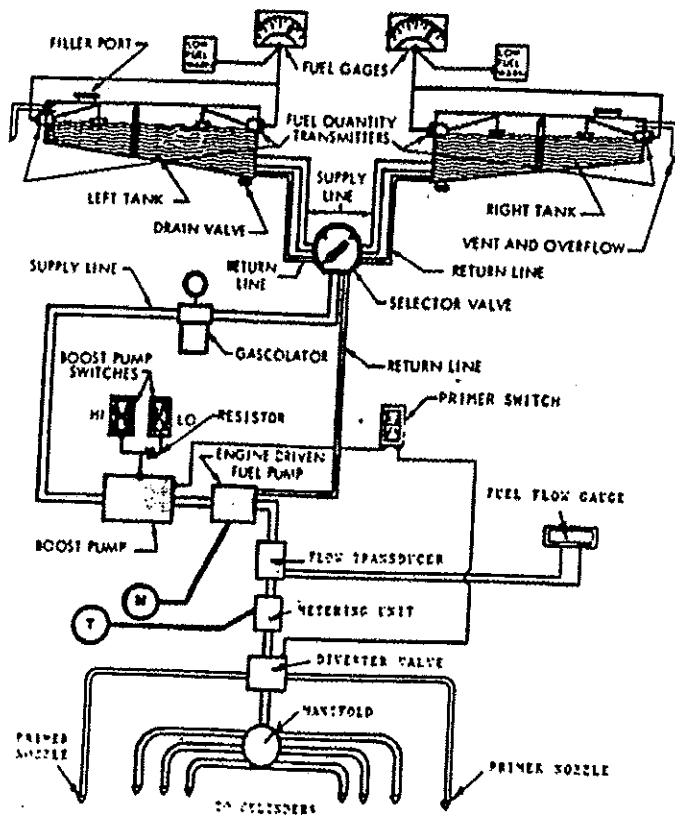 FILLER PORT
LOW
FUEL
WARN
FUEL GAGES
LOW
FUEL
WARN
FUEL QUANTITY
TRANSMITTERS
LEFT TANK
SUPPLY
LINE
RIGHT TANK
DRAIN VALVE
VENT AND OVERFLOW
SUPPLY LINE
RETURN
LINE
RETURN LINE
SELECTOR VALVE
GASCOLATOR
BOOST PUMP
SWITCHES
RETURN LINE
PRIMER SWITCH
HI
LO
RESISTOR
ENGINE DRIVEN
FUEL PUMP
FUEL FLOW GAUGE
BOOST PUMP
FLOW TRANSDUCER
M
METERING UNIT
T
DIVERTER VALVE
MANIFOLD
PRIMER
NOZZLE
PRIMER NOZZLE
TO CYLINDERS